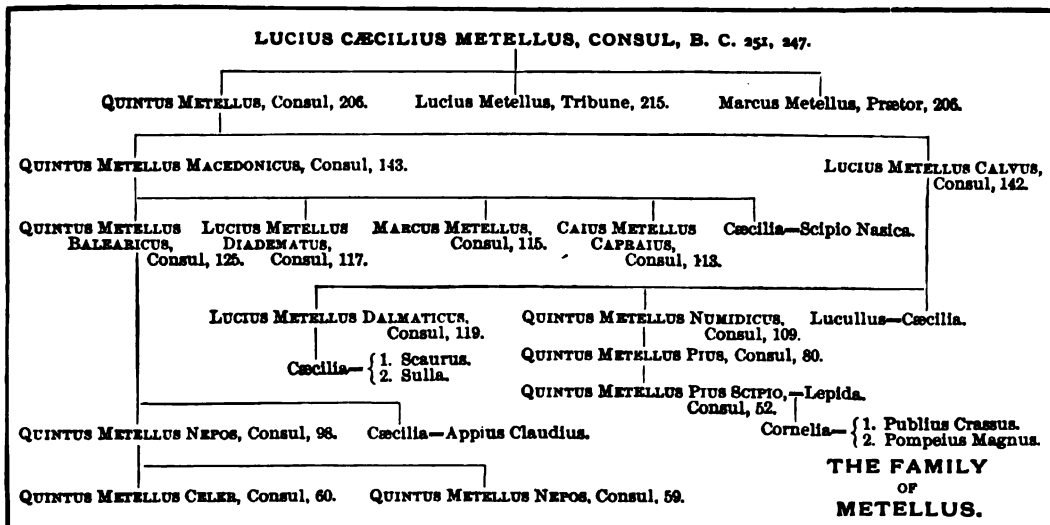 LUCIUS CÆCILIUS METELLUS, CONSUL, B. C. 251, 247.
QUINTUS METELLUS, Consul, 206. Lucius Metellus, Tribune, 215. Marcus Metellus, Prætor, 206.
QUINTUS METELLUS MACEDONICUS, Consul, 143.
LUCIUS METELLUS CALVUS,
Consul, 142.
QUINTUS METELLUS
BALEARICUS,
Consul, 125.
LUCIUS METELLUS
DIADEMATUS,
Consul, 117.
MARCUS METELLUS,
Consul, 115.
CAIUS METELLUS
CAPRAIUS,
Consul, 113.
Cæcilia—Scipio Nasica.
LUCIUS METELLUS DALMATICUS,
Consul, 119.
QUINTUS METELLUS NUMIDICUS,
Consul, 109.
Lucullus—Cæcilia.
Cæcilia— { 1. Scaurus.
2. Sulla.
QUINTUS METELLUS PIUS, Consul, 80.
QUINTUS METELLUS PIUS SCIPIO,—Lepida.
Consul, 52.
Cornelia— { 1. Publius Crassus.
2. Pompeius Magnus.
QUINTUS METELLUS NEPOS, Consul, 98. Cæcilia—Appius Claudius.
QUINTUS METELLUS CELER, Consul, 60. QUINTUS METELLUS NEPOS, Consul, 59.
THE FAMILY
OF
METELLUS.